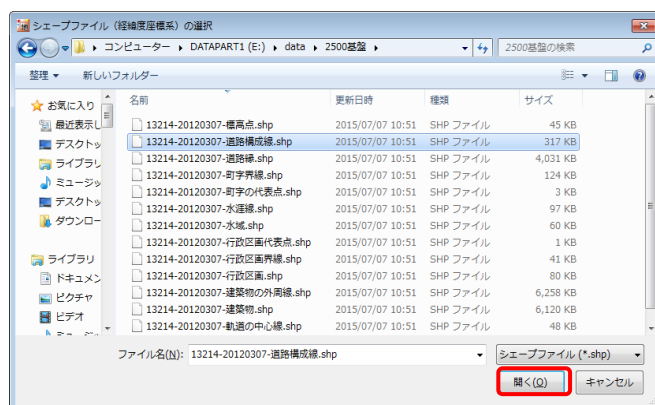 シェープファイル（経緯度座標系）の選択
コンピューター ▸ DATAPART1 (E:) ▸ data ▸ 2500基盤 ▸
2500基盤の検索
整理 ▼ 新しいフォルダー
名前 更新日時 種類 サイズ
お気に入り
最近表示し
デスクトッ
ライブラリ
ミュージッ
デスクトッ
ダウンロー
ライブラリ
ドキュメン
ピクチャ
ビデオ
13214-20120307-標高点.shp 2015/07/07 10:51 SHP ファイル 45 KB
13214-20120307-道路構成線.shp 2015/07/07 10:51 SHP ファイル 317 KB
13214-20120307-道路縁.shp 2015/07/07 10:51 SHP ファイル 4,031 KB
13214-20120307-町字界線.shp 2015/07/07 10:51 SHP ファイル 124 KB
13214-20120307-町字の代表点.shp 2015/07/07 10:51 SHP ファイル 3 KB
13214-20120307-水涯線.shp 2015/07/07 10:51 SHP ファイル 97 KB
13214-20120307-水域.shp 2015/07/07 10:51 SHP ファイル 60 KB
13214-20120307-行政区画代表点.shp 2015/07/07 10:51 SHP ファイル 1 KB
13214-20120307-行政区画界線.shp 2015/07/07 10:51 SHP ファイル 41 KB
13214-20120307-行政区画.shp 2015/07/07 10:51 SHP ファイル 80 KB
13214-20120307-建築物の外周線.shp 2015/07/07 10:51 SHP ファイル 6,258 KB
13214-20120307-建築物.shp 2015/07/07 10:51 SHP ファイル 6,120 KB
13214-20120307-軌道の中心線.shp 2015/07/07 10:51 SHP ファイル 48 KB
ファイル名(N): 13214-20120307-道路構成線.shp
シェープファイル (*.shp)
開く(O) キャンセル